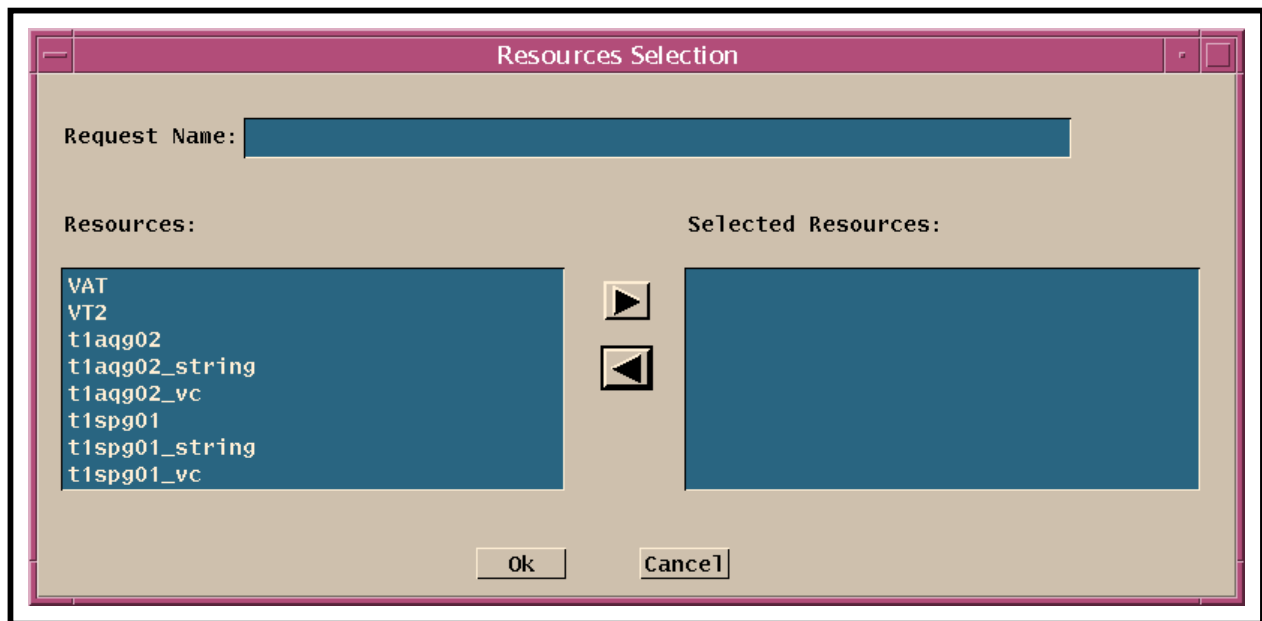 Resources Selection
Request Name:
Resources: Selected Resources:
VAT
VT2
t1aqg02
t1aqg02_string
t1aqg02_vc
t1spg01
t1spg01_string
t1spg01_vc
Ok Cancel